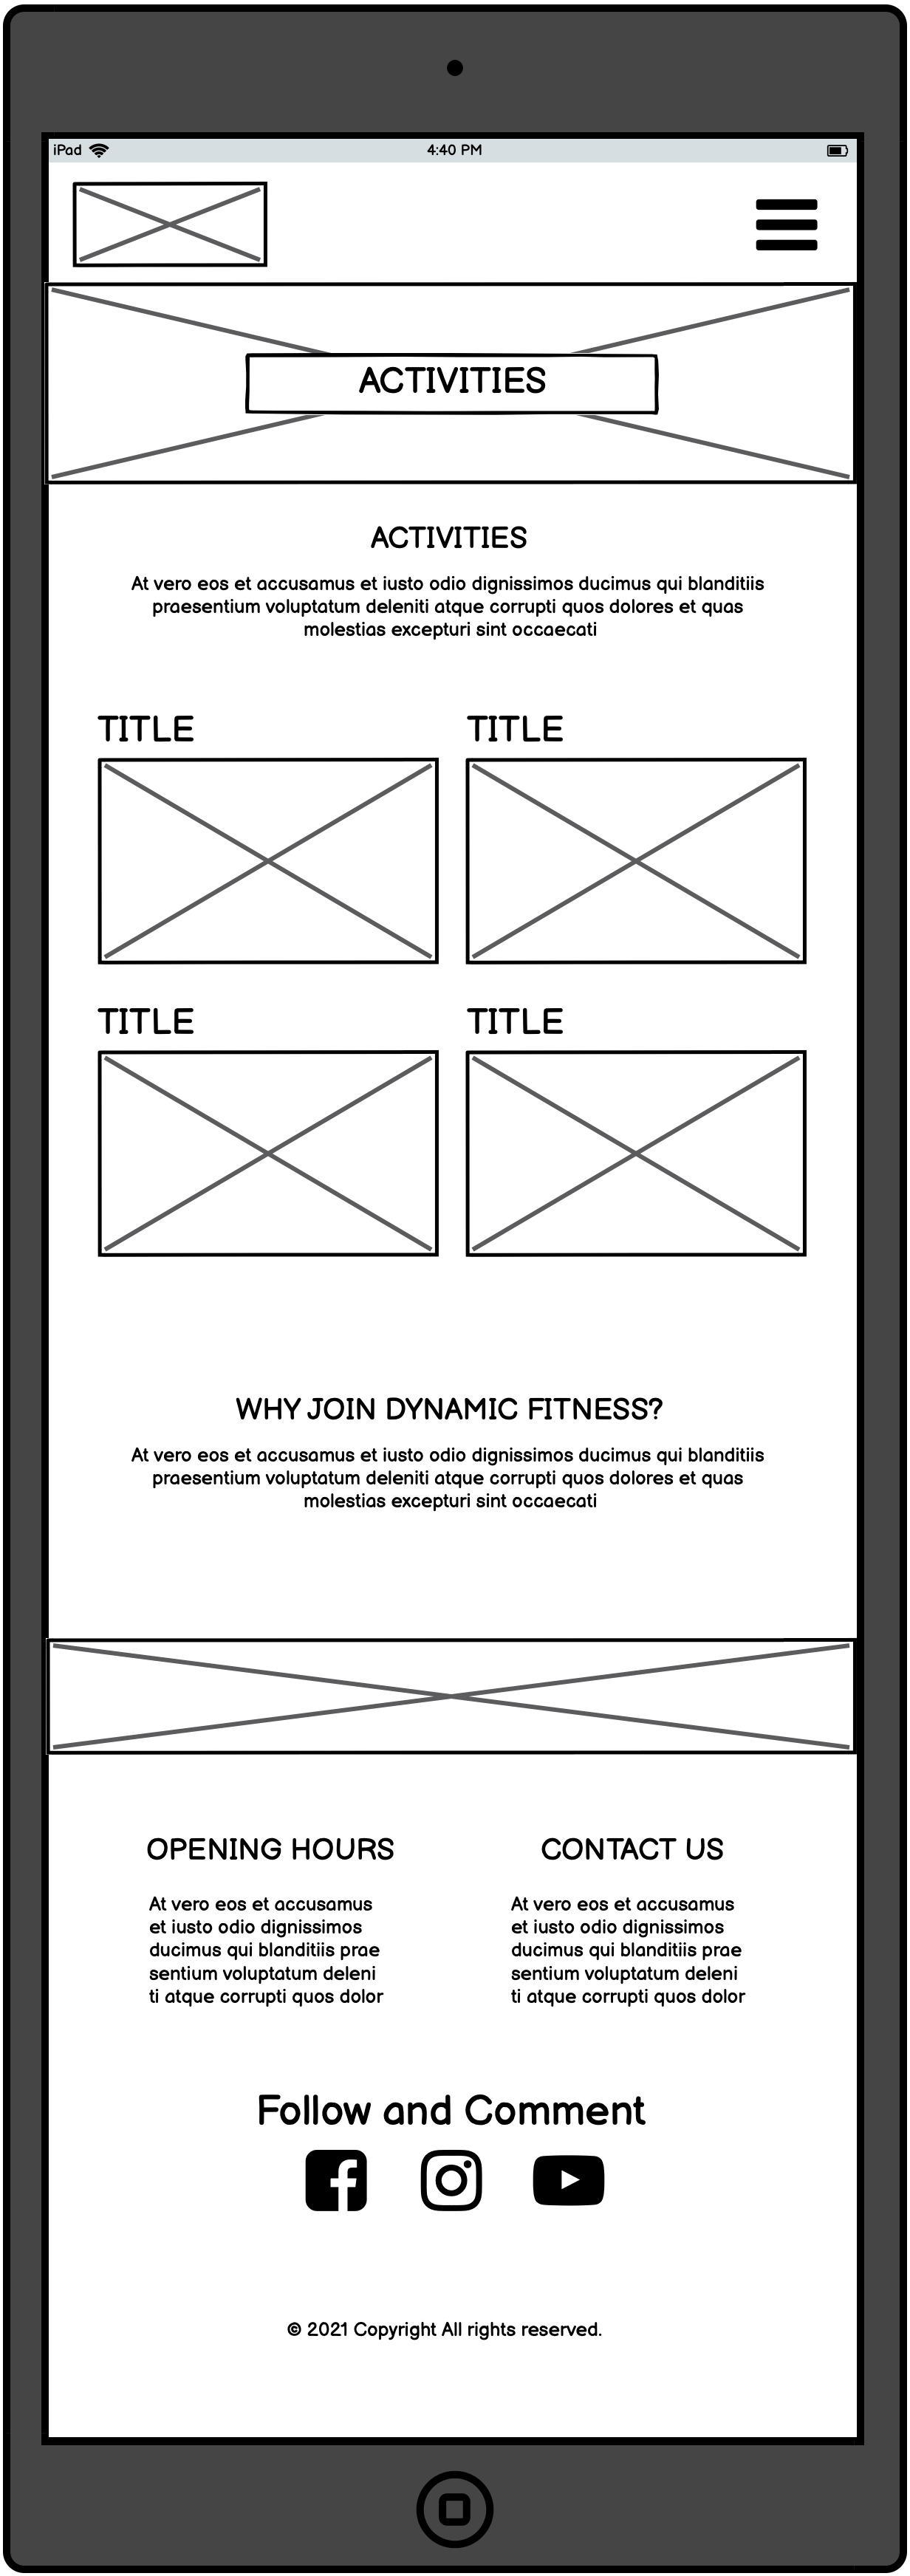 iPad
4:40 PM
ACTIVITIES
ACTIVITIES
At vero eos et accusamus et iusto odio dignissimos ducimus qui blanditiis
praesentium voluptatum deleniti atque corrupti quos dolores et quas
molestias excepturi sint occaecati
TITLE
TITLE
TITLE
TITLE
WHY JOIN DYNAMIC FITNESS?
At vero eos et accusamus et iusto odio dignissimos ducimus qui blanditiis
praesentium voluptatum deleniti atque corrupti quos dolores et quas
molestias excepturi sint occaecati
OPENING HOURS
At vero eos et accusamus
et iusto odio dignissimos
ducimus qui blanditiis prae
sentium voluptatum deleni
ti atque corrupti quos dolor
CONTACT US
At vero eos et accusamus
et iusto odio dignissimos
ducimus qui blanditiis prae
sentium voluptatum deleni
ti atque corrupti quos dolor
Follow and Comment
© 2021 Copyright All rights reserved.